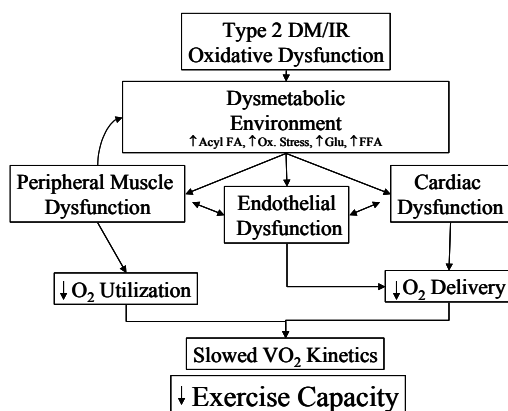 Type 2 DM/IR
Oxidative Dysfunction
Dysmetabolic
Environment
↑Acyl FA, ↑Ox. Stress, ↑Glu, ↑FFA
Peripheral Muscle
Dysfunction
Endothelial
Dysfunction
Cardiac
Dysfunction
↓ O₂ Utilization
↓ O₂ Delivery
Slowed VO₂ Kinetics
↓ Exercise Capacity